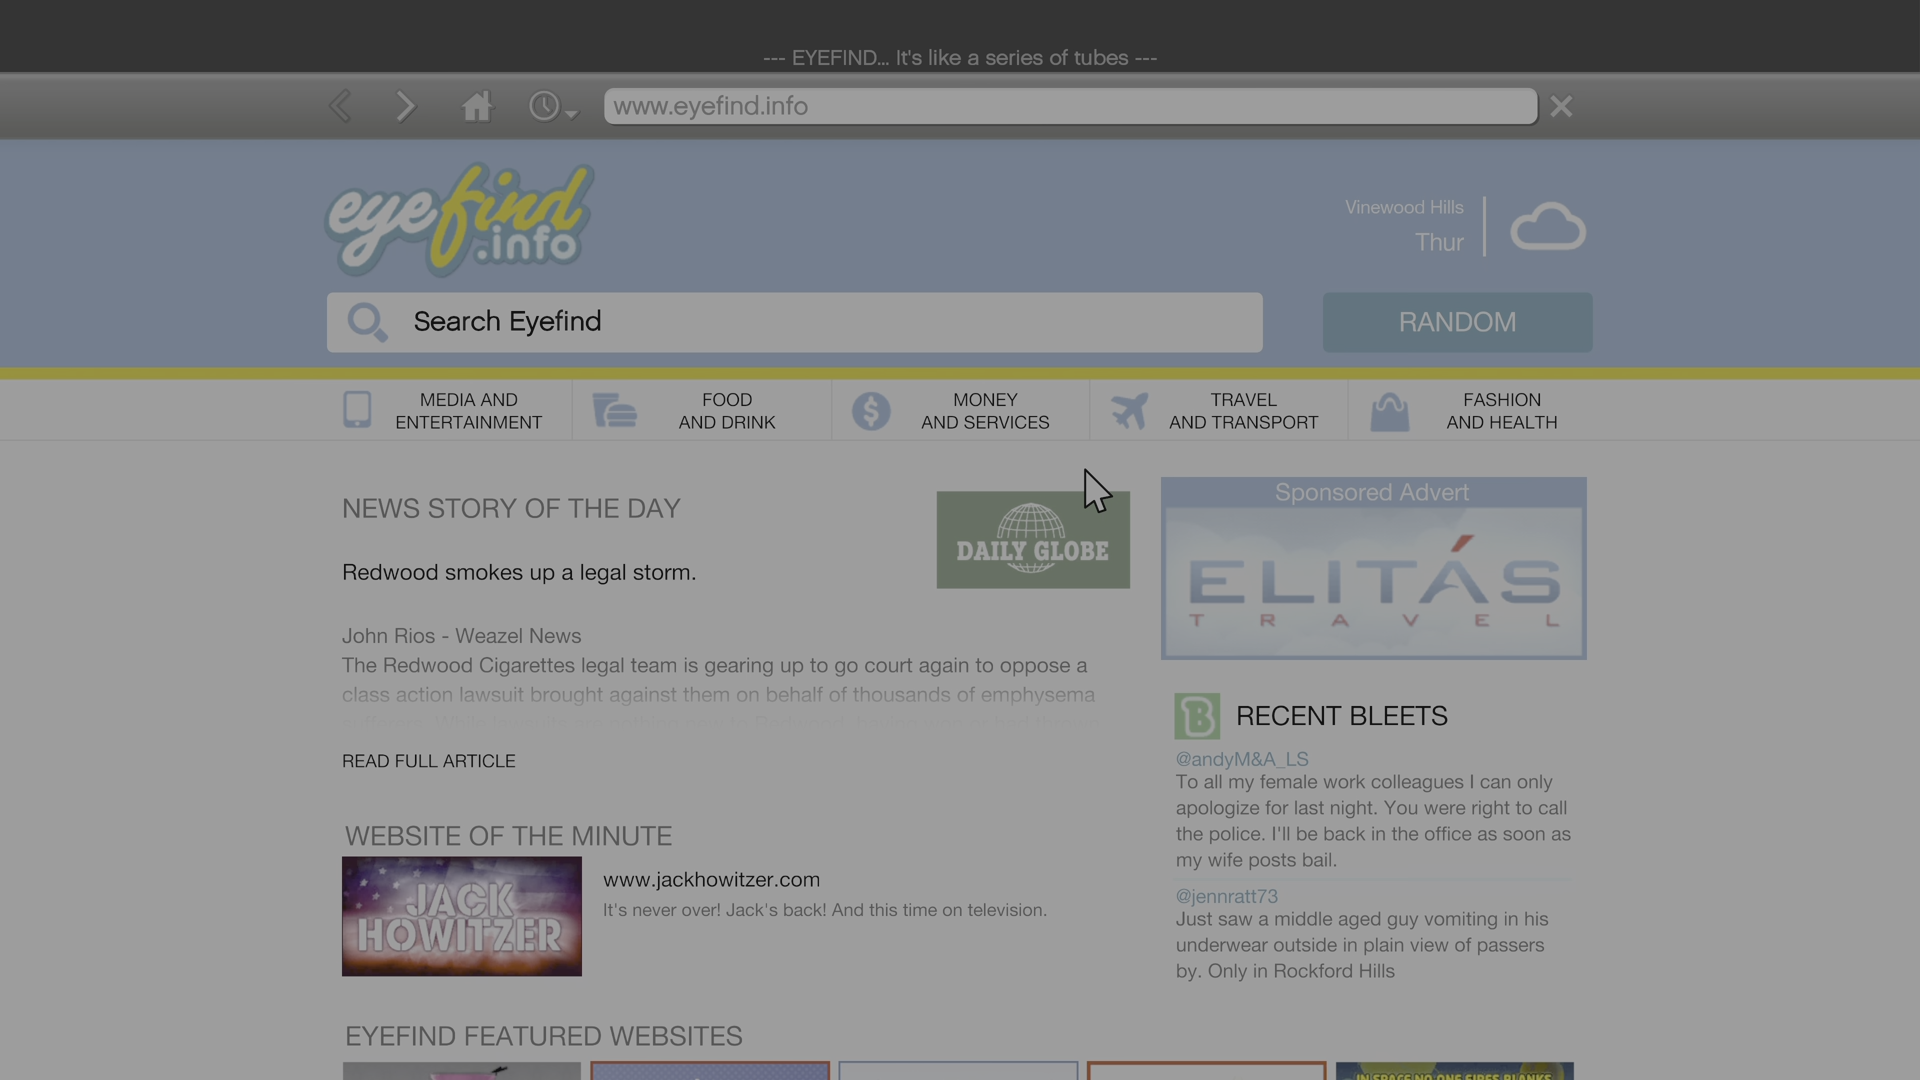 --- EYEFIND... It's like a series of tubes ---
www.eyefind.info
eyefind
.info
Vinewood Hills
Thur
Search Eyefind
RANDOM
MEDIA AND
ENTERTAINMENT
FOOD
AND DRINK
MONEY
AND SERVICES
TRAVEL
AND TRANSPORT
FASHION
AND HEALTH
NEWS STORY OF THE DAY
DAILY GLOBE
Redwood smokes up a legal storm.
John Rios - Weazel News
The Redwood Cigarettes legal team is gearing up to go court again to oppose a
class action lawsuit brought against them on behalf of thousands of emphysema
READ FULL ARTICLE
WEBSITE OF THE MINUTE
JACK
HOWITZER
www.jackhowitzer.com
It's never over! Jack's back! And this time on television.
Sponsored Advert
ELITÁS
TRAVEL
B RECENT BLEETS
@andyM&A_LS
To all my female work colleagues I can only
apologize for last night. You were right to call
the police. I'll be back in the office as soon as
my wife posts bail.
@jennratt73
Just saw a middle aged guy vomiting in his
underwear outside in plain view of passers
by. Only in Rockford Hills
EYEFIND FEATURED WEBSITES
IN SPACE NO ONE FIRES BLANKS